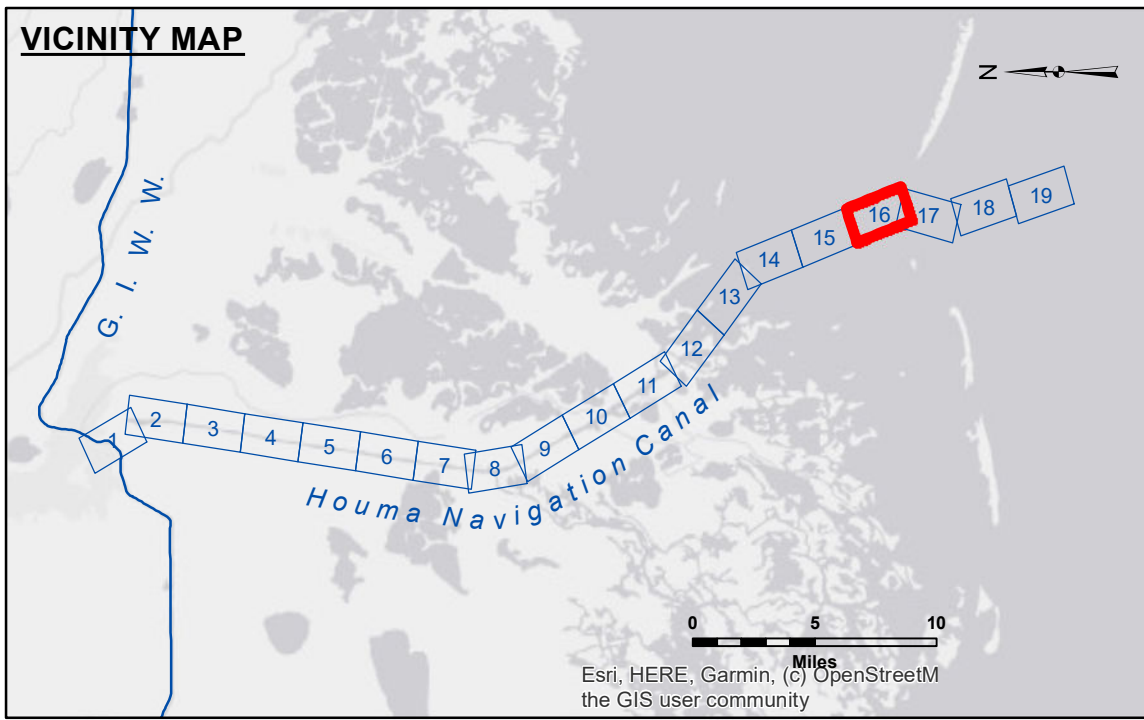 VICINITY MAP
N
G. I. W. W.
1
2
3
4
5
6
7
8
9
10
11
12
13
14
15
16
17
18
19
Houma Navigation Canal
0 5 10
Miles
Esri, HERE, Garmin, (c) OpenStreetM
the GIS user community